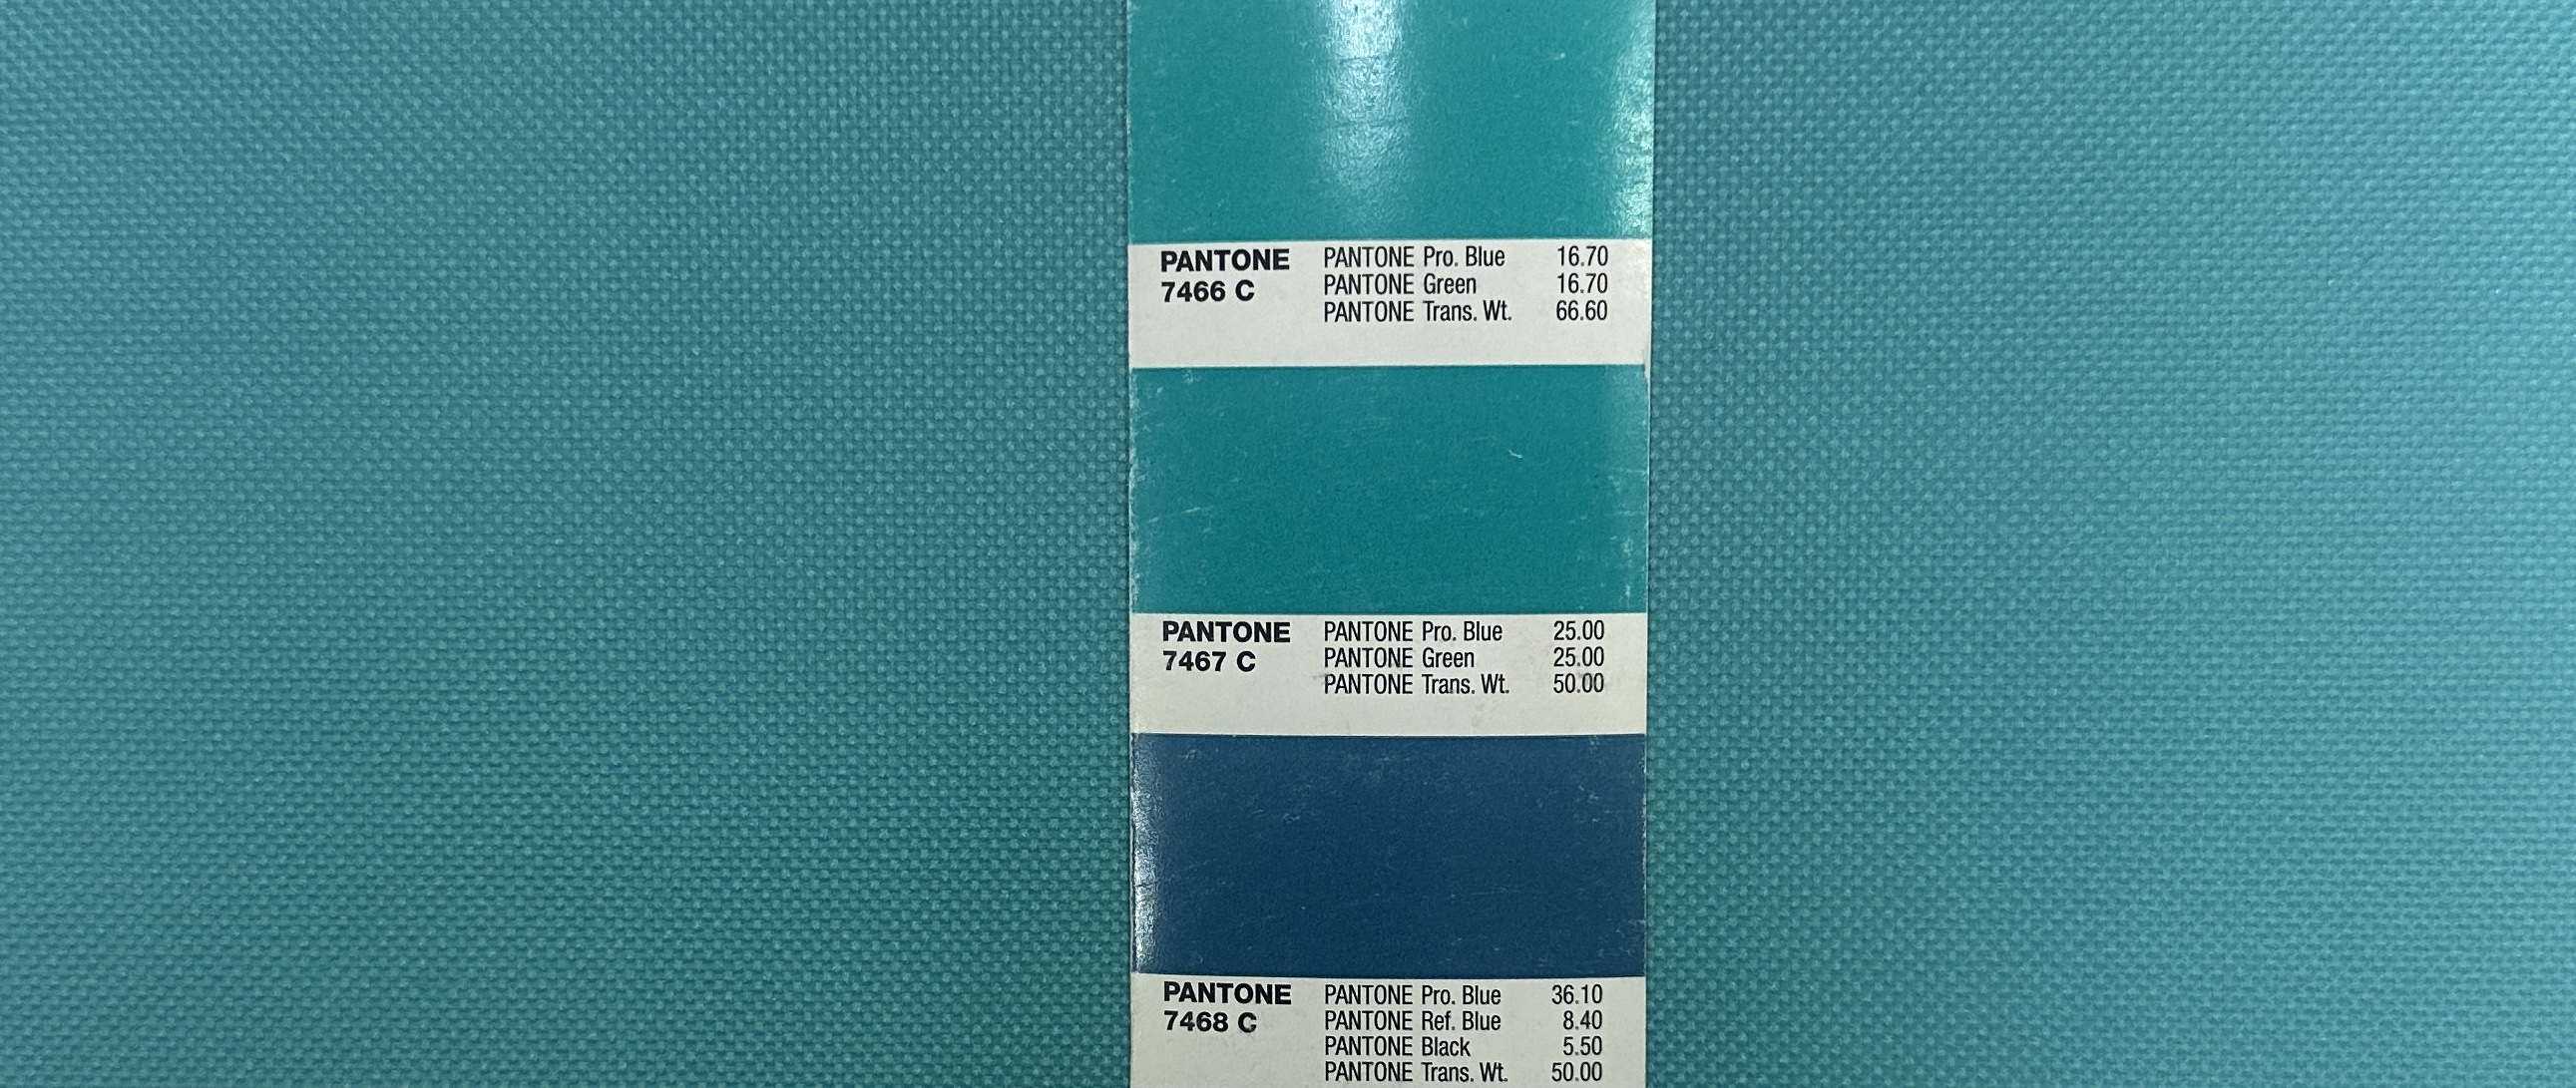 PANTONE PANTONE Pro. Blue 16.70
7466 C PANTONE Green 16.70
PANTONE Trans. Wt. 66.60
PANTONE PANTONE Pro. Blue 25.00
7467 C PANTONE Green 25.00
PANTONE Trans. Wt. 50.00
PANTONE PANTONE Pro. Blue 36.10
7468 C PANTONE Ref. Blue 8.40
PANTONE Black 5.50
PANTONE Trans. Wt. 50.00